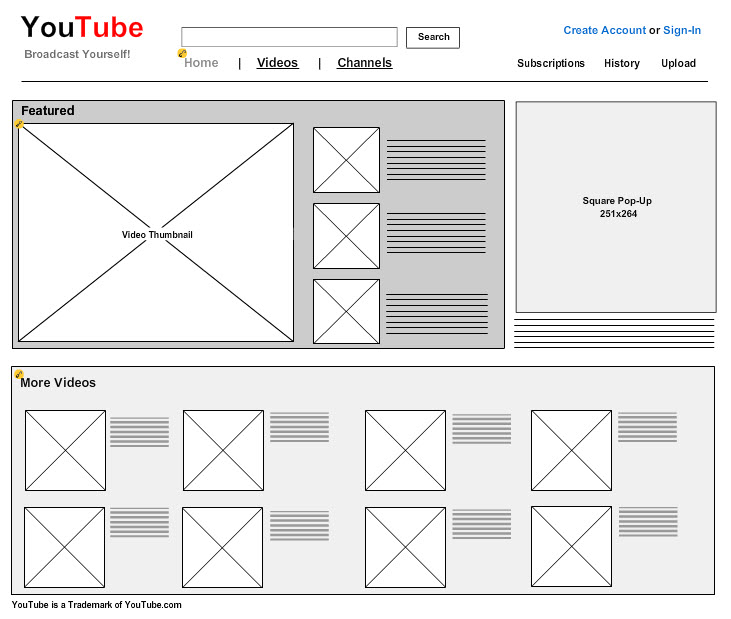 YouTube
Broadcast Yourself!
Search
Create Account or Sign-In
Home | Videos | Channels
Subscriptions History Upload
Featured
Video Thumbnail
Square Pop-Up
251x264
More Videos
YouTube is a Trademark of YouTube.com